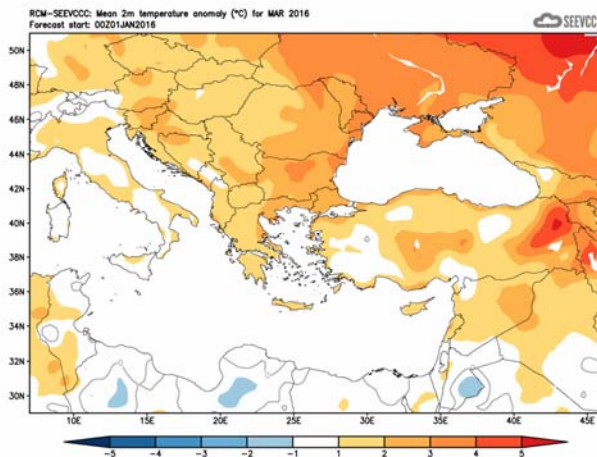 RCM-SEEVCCC: Mean 2m temperature anomaly (°C) for MAR 2016
Forecast start: 00Z01JAN2016
SEEVCCC
50N
48N
46N
44N
42N
40N
38N
36N
34N
32N
30N
10E 15E 20E 25E 30E 35E 40E 45E
-5 -4 -3 -2 -1 1 2 3 4 5